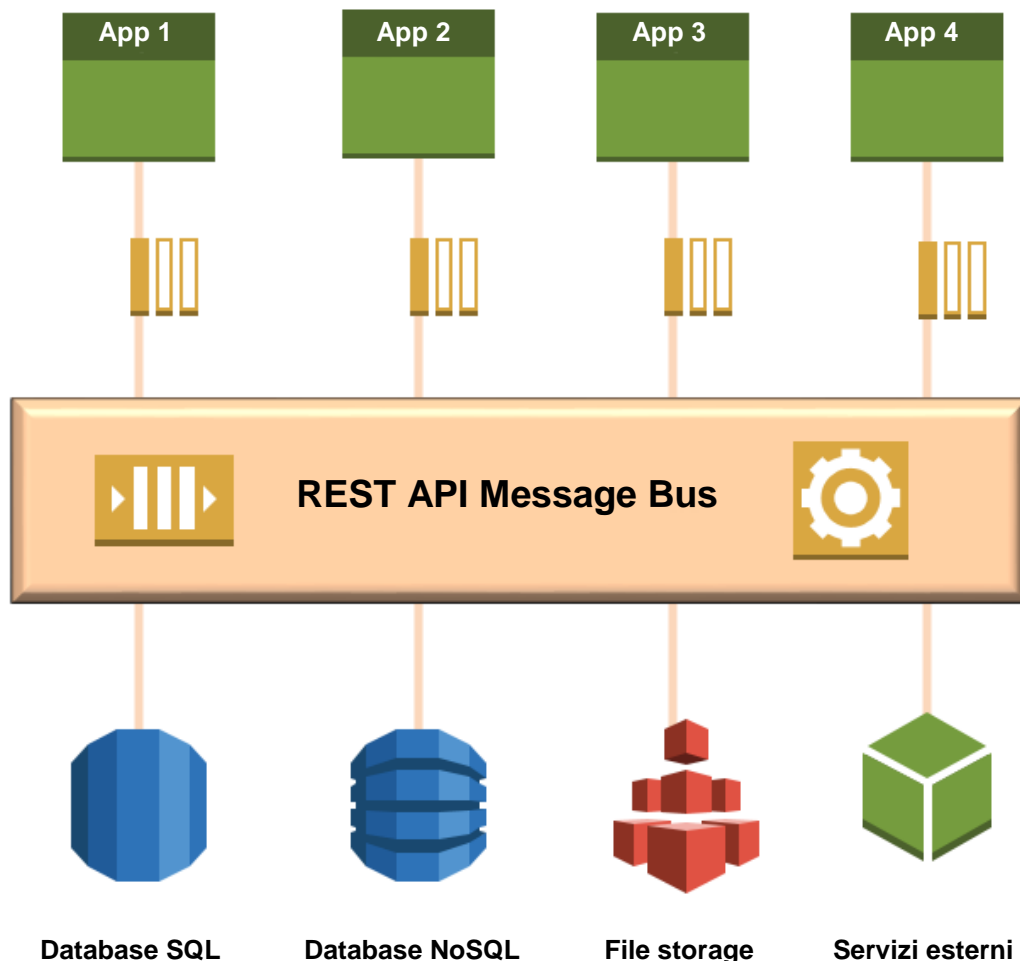 App 1
App 2
App 3
App 4
REST API Message Bus
Database SQL
Database NoSQL
File storage
Servizi esterni